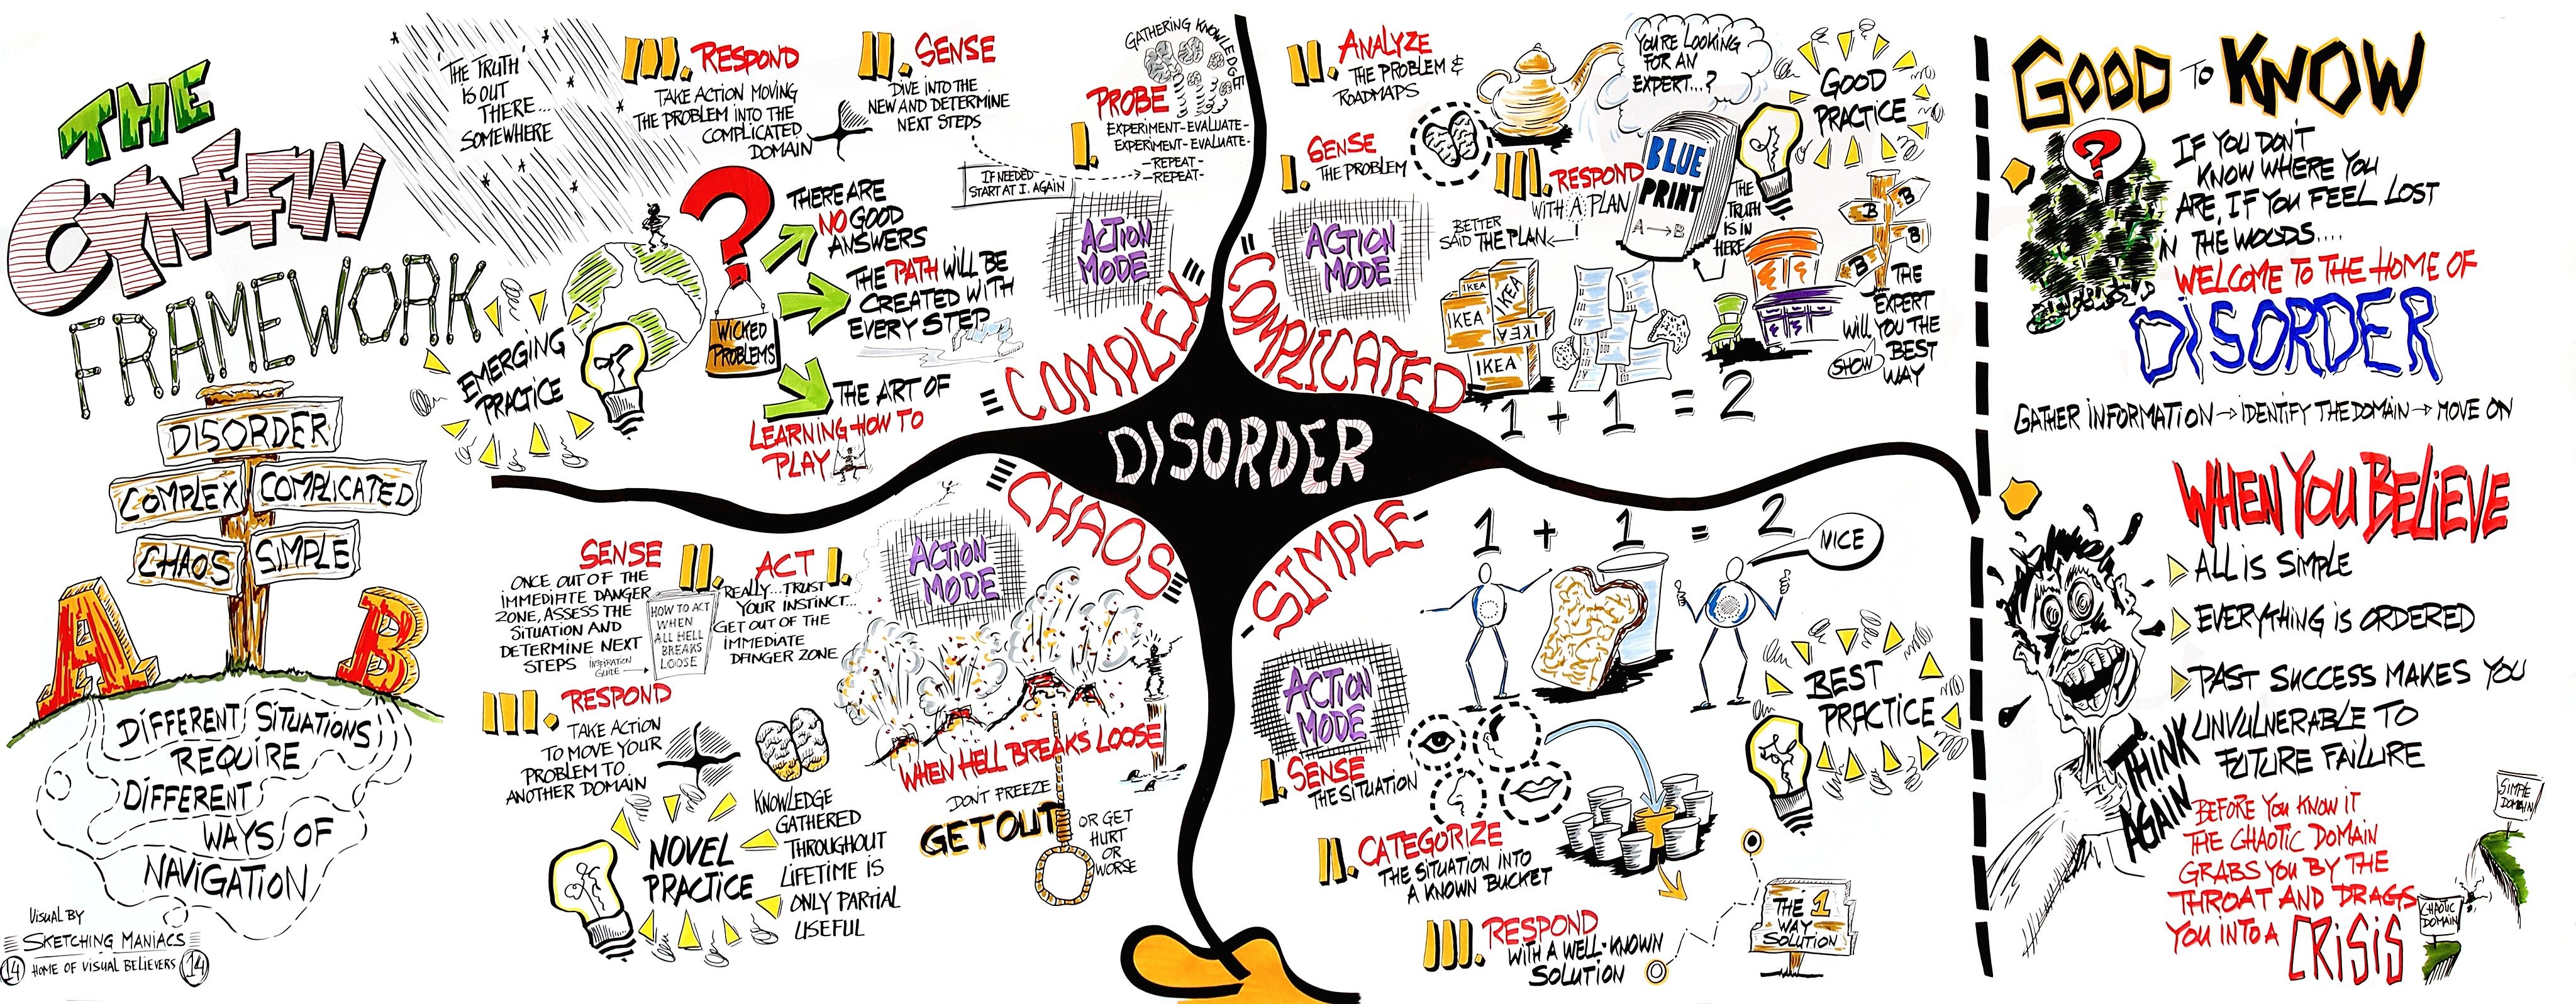 THE
CYNEFIN
FRAMEWORK
DISORDER
COMPLEX
COMPLICATED
CHAOS
SIMPLE
A
B
DIFFERENT SITUATIONS
REQUIRE
DIFFERENT
WAYS OF
NAVIGATION
VISUAL BY
SKETCHING MANIACS
HOME OF VISUAL BELIEVERS
14
14
'THE TRUTH'
IS OUT
THERE...
SOMEWHERE
III. RESPOND
TAKE ACTION MOVING
THE PROBLEM INTO THE
COMPLICATED
DOMAIN
II. SENSE
DIVE INTO THE
NEW AND DETERMINE
NEXT STEPS
GATHERING KNOWLEDGE!
PROBE
I.
EXPERIMENT-EVALUATE-
EXPERIMENT-EVALUATE-
-REPEAT-
-REPEAT-
IF NEEDED
START AT I. AGAIN
ACTION
MODE
?
WICKED
PROBLEMS
THERE ARE
NO GOOD
ANSWERS
THE PATH WILL BE
CREATED WITH
EVERY STEP
THE ART OF
LEARNING HOW TO
PLAY
EMERGING
PRACTICE
COMPLEX
II. ANALYZE
THE PROBLEM &
ROADMAPS
I. SENSE
THE PROBLEM
YOU'RE LOOKING
FOR AN
EXPERT...?
GOOD
PRACTICE
III. RESPOND
WITH A PLAN
BETTER
SAID THE PLAN
BLUE
PRINT
A → B
THE
TRUTH
IS IN
HERE
B
B
B
B
ACTION
MODE
IKEA
IKEA
IKEA
IKEA
IKEA
THE
EXPERT
WILL YOU THE
SHOW
BEST
WAY
COMPLICATED
1 + 1 = 2
DISORDER
CHAOS
ACTION
MODE
ACT I.
REALLY...TRUST
YOUR INSTINCT...
GET OUT OF THE
IMMEDIATE
DANGER ZONE
SENSE II.
ONCE OUT OF THE
IMMEDIATE DANGER
ZONE, ASSESS THE
SITUATION AND
DETERMINE NEXT
STEPS
INSPIRATION
GUIDE
HOW TO ACT
WHEN
ALL HELL
BREAKS
LOOSE
III. RESPOND
TAKE ACTION
TO MOVE YOUR
PROBLEM TO
ANOTHER DOMAIN
WHEN HELL BREAKS LOOSE
DON'T FREEZE
GET OUT
OR GET
HURT
OR
WORSE
NOVEL
PRACTICE
KNOWLEDGE
GATHERED
THROUGHOUT
LIFETIME IS
ONLY PARTIAL
USEFUL
-SIMPLE-
1 + 1 = 2
NICE
ACTION
MODE
BEST
PRACTICE
I. SENSE
THE SITUATION
II. CATEGORIZE
THE SITUATION INTO
A KNOWN BUCKET
III. RESPOND
WITH A WELL-KNOWN
SOLUTION
THE 1
WAY
SOLUTION
GOOD TO KNOW
?
IF YOU DON'T
KNOW WHERE YOU
ARE, IF YOU FEEL LOST
IN THE WOODS....
WELCOME TO THE HOME OF
DISORDER
GATHER INFORMATION → IDENTIFY THE DOMAIN → MOVE ON
WHEN YOU BELIEVE
ALL IS SIMPLE
EVERYTHING IS ORDERED
PAST SUCCESS MAKES YOU
UNVULNERABLE TO
FUTURE FAILURE
THINK
AGAIN
BEFORE YOU KNOW IT
THE CHAOTIC DOMAIN
GRABS YOU BY THE
THROAT AND DRAGS
YOU INTO A CRISIS
SIMPLE
DOMAIN
CHAOTIC
DOMAIN